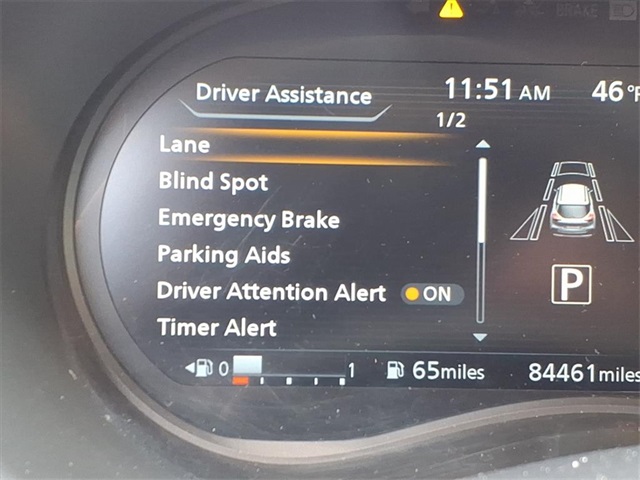 BRAKE
Driver Assistance 11:51 AM 46 °F
1/2
Lane
Blind Spot
Emergency Brake
Parking Aids
P
Driver Attention Alert ON
Timer Alert
0 1 65miles 84461miles